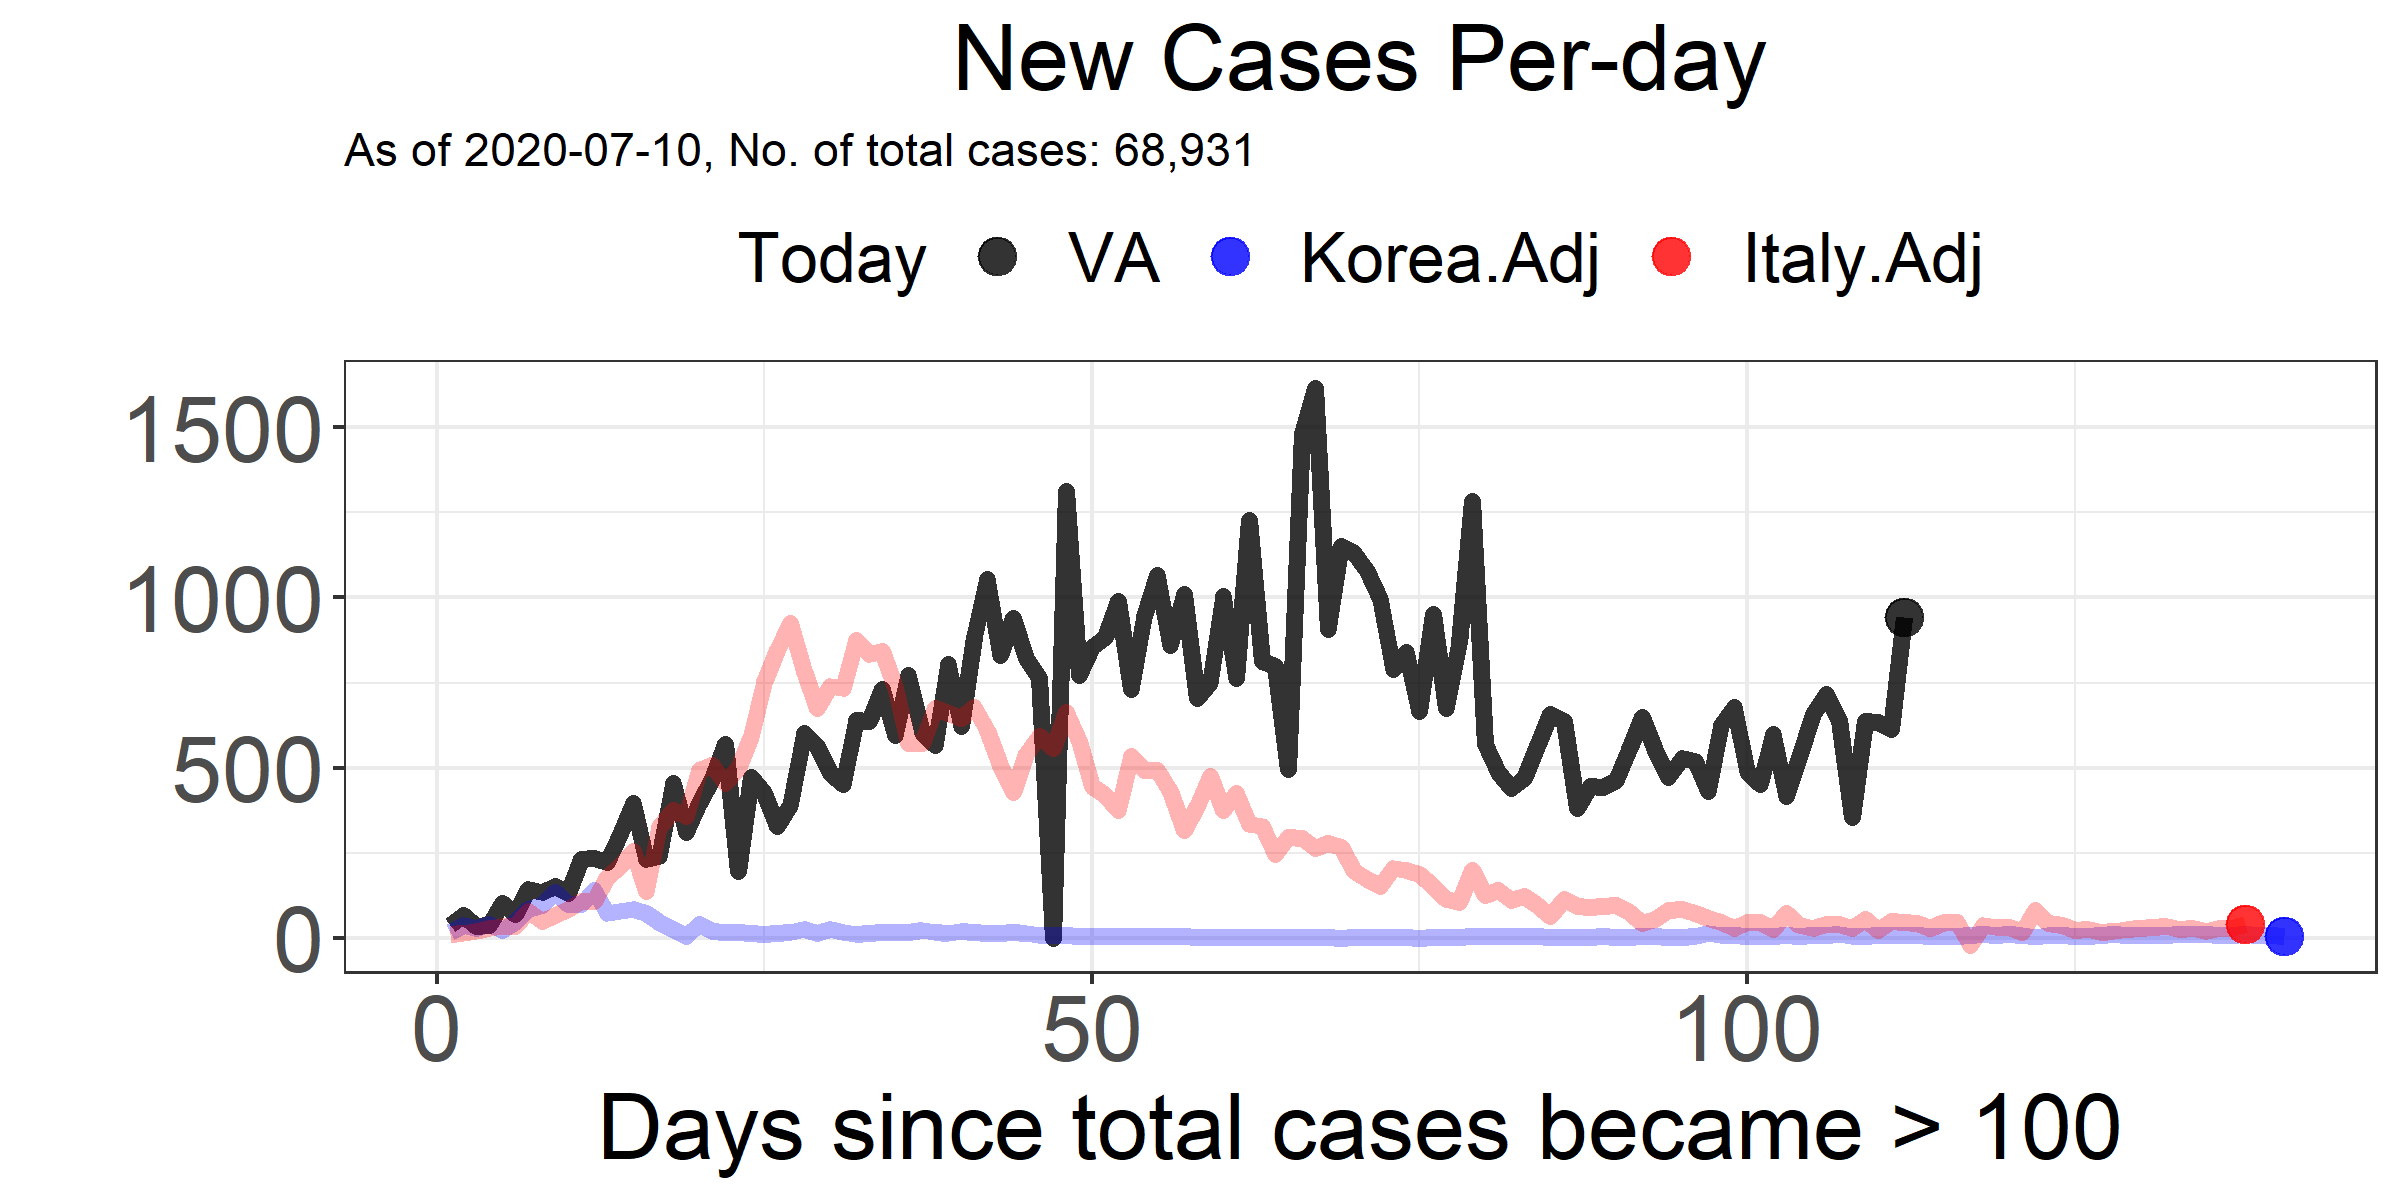 New Cases Per-day
As of 2020-07-10, No. of total cases: 68,931
Today VA Korea.Adj Italy.Adj
1500
1000
500
0
0 50 100
Days since total cases became > 100